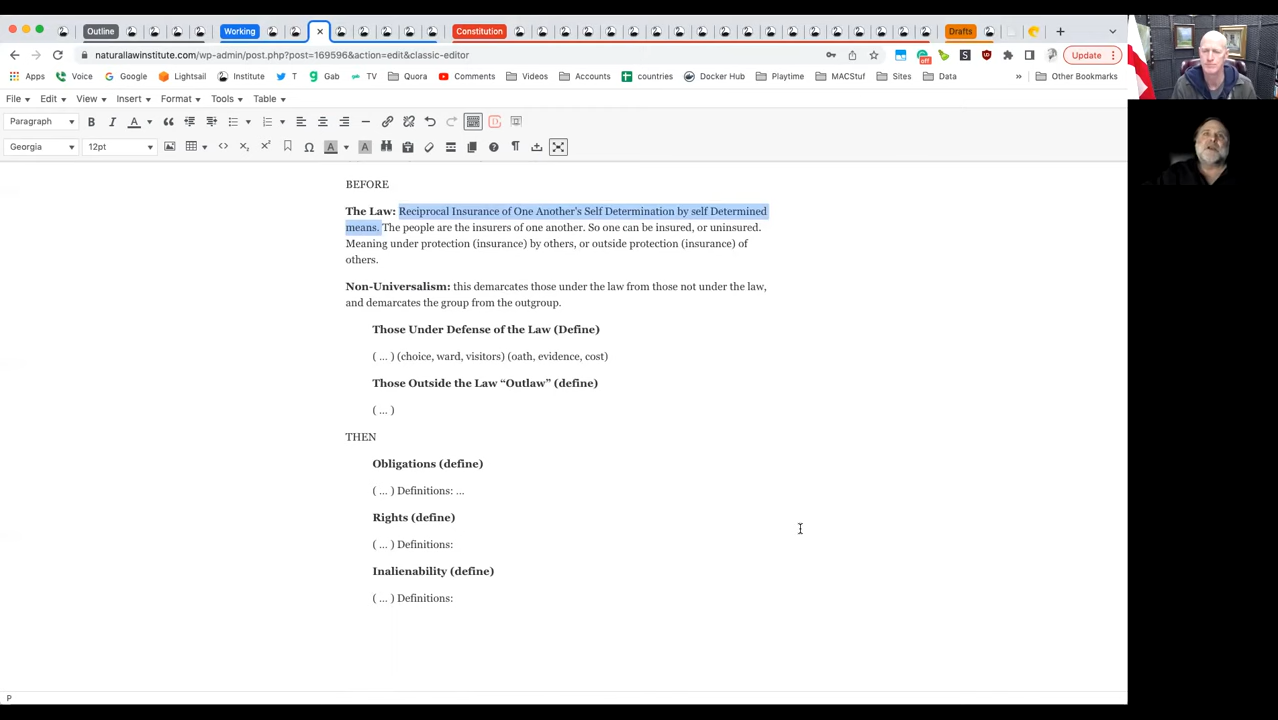 Outline Working × Constitution Drafts
naturallawinstitute.com/wp-admin/post.php?post=169596&action=edit&classic-editor off Update
Apps Voice Google Lightsail Institute T Gab TV Quora Comments Videos Accounts countries Docker Hub Playtime MACStuf Sites Data » Other Bookmarks
File Edit View Insert Format Tools Table
Paragraph B I A
Georgia 12pt A A
BEFORE
The Law: Reciprocal Insurance of One Another's Self Determination by self Determined
means. The people are the insurers of one another. So one can be insured, or uninsured.
Meaning under protection (insurance) by others, or outside protection (insurance) of
others.
Non-Universalism: this demarcates those under the law from those not under the law,
and demarcates the group from the outgroup.
Those Under Defense of the Law (Define)
( ... ) (choice, ward, visitors) (oath, evidence, cost)
Those Outside the Law “Outlaw” (define)
( ... )
THEN
Obligations (define)
( ... ) Definitions: ...
Rights (define)
( ... ) Definitions:
Inalienability (define)
( ... ) Definitions:
P